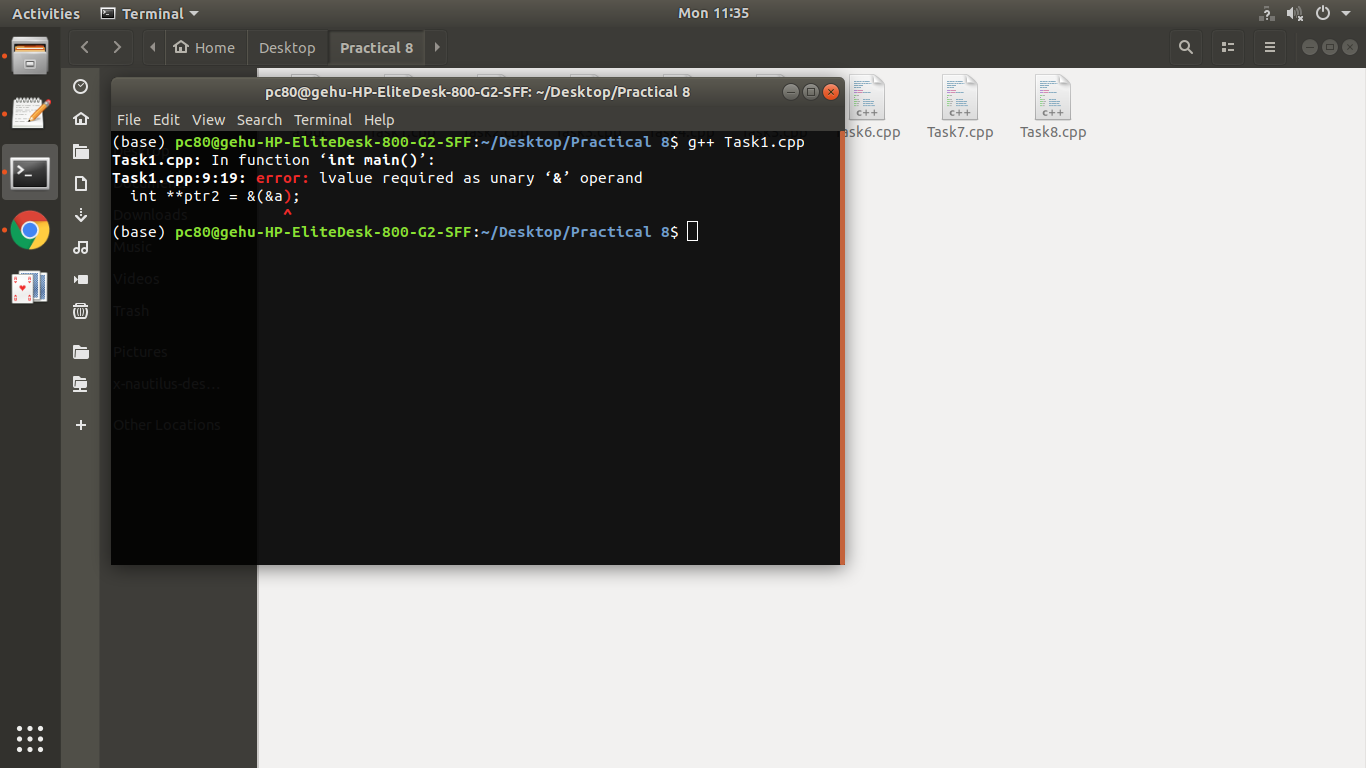 Activities Terminal Mon 11:35
Home Desktop Practical 8
pc80@gehu-HP-EliteDesk-800-G2-SFF: ~/Desktop/Practical 8
File Edit View Search Terminal Help
(base) pc80@gehu-HP-EliteDesk-800-G2-SFF:~/Desktop/Practical 8$ g++ Task1.cpp
Task1.cpp: In function ‘int main()’:
Task1.cpp:9:19: error: lvalue required as unary ‘&’ operand
int **ptr2 = &(&a);
^
(base) pc80@gehu-HP-EliteDesk-800-G2-SFF:~/Desktop/Practical 8$
Downloads
Music
Videos
Trash
Pictures
x-nautilus-des…
Other Locations
c++ c++ c++
ask6.cpp Task7.cpp Task8.cpp